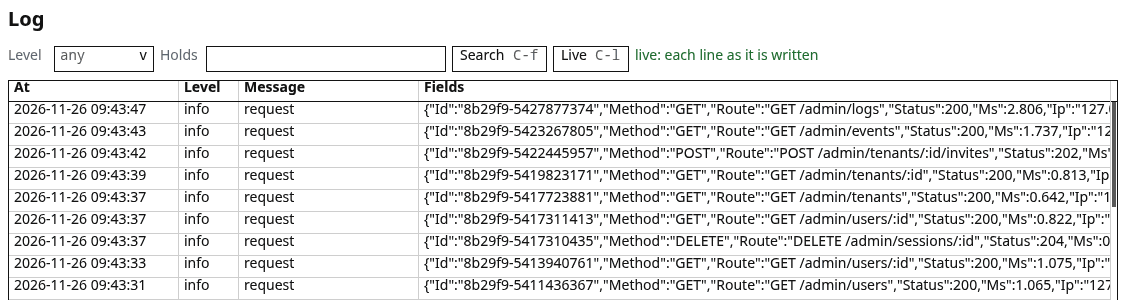 Log
Level any v Holds Search C-f Live C-l live: each line as it is written
At Level Message Fields
2026-11-26 09:43:47 info request {"Id":"8b29f9-5427877374","Method":"GET","Route":"GET /admin/logs","Status":200,"Ms":2.806,"Ip":"127.
2026-11-26 09:43:43 info request {"Id":"8b29f9-5423267805","Method":"GET","Route":"GET /admin/events","Status":200,"Ms":1.737,"Ip":"12
2026-11-26 09:43:42 info request {"Id":"8b29f9-5422445957","Method":"POST","Route":"POST /admin/tenants/:id/invites","Status":202,"Ms"
2026-11-26 09:43:39 info request {"Id":"8b29f9-5419823171","Method":"GET","Route":"GET /admin/tenants/:id","Status":200,"Ms":0.813,"Ip
2026-11-26 09:43:37 info request {"Id":"8b29f9-5417723881","Method":"GET","Route":"GET /admin/tenants","Status":200,"Ms":0.642,"Ip":"1
2026-11-26 09:43:37 info request {"Id":"8b29f9-5417311413","Method":"GET","Route":"GET /admin/users/:id","Status":200,"Ms":0.822,"Ip":"
2026-11-26 09:43:37 info request {"Id":"8b29f9-5417310435","Method":"DELETE","Route":"DELETE /admin/sessions/:id","Status":204,"Ms":0
2026-11-26 09:43:33 info request {"Id":"8b29f9-5413940761","Method":"GET","Route":"GET /admin/users/:id","Status":200,"Ms":1.075,"Ip":"
2026-11-26 09:43:31 info request {"Id":"8b29f9-5411436367","Method":"GET","Route":"GET /admin/users","Status":200,"Ms":1.065,"Ip":"127